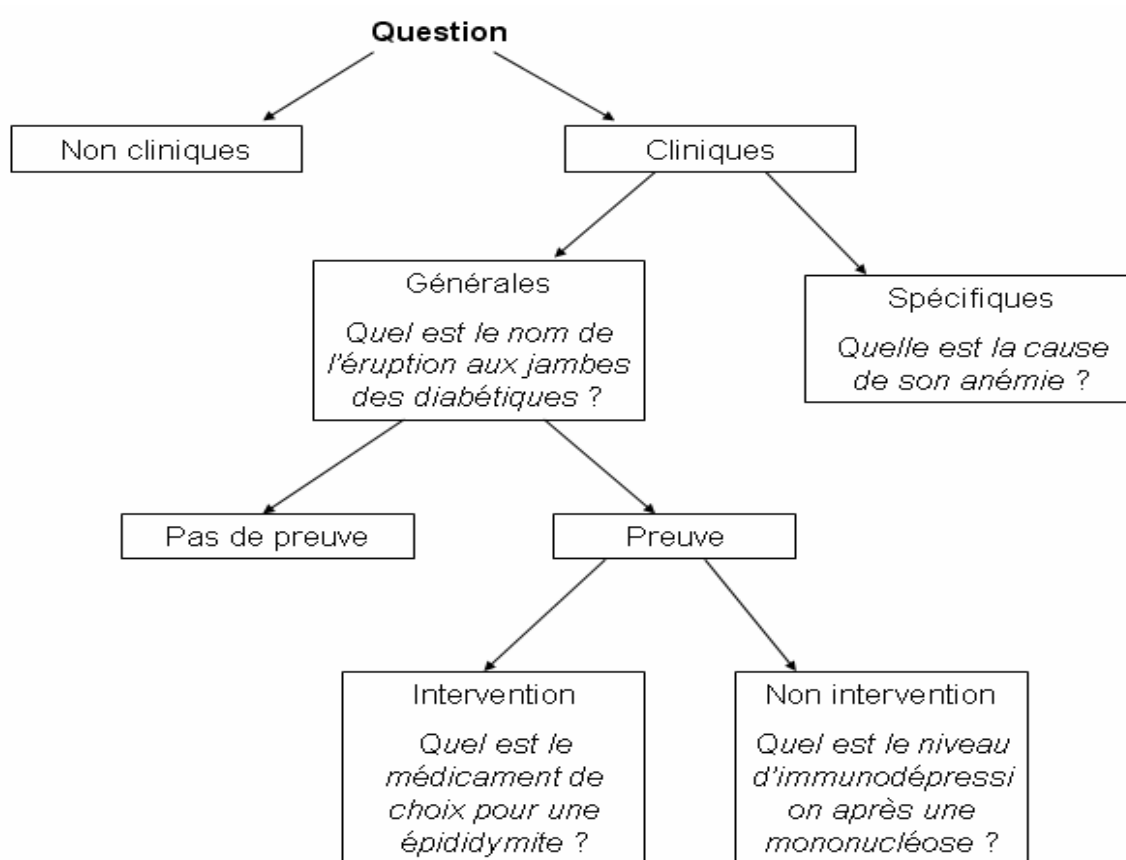 Question
Non cliniques
Cliniques
Générales
Quel est le nom de
l'éruption aux jambes
des diabétiques ?
Spécifiques
Quelle est la cause
de son anémie ?
Pas de preuve
Preuve
Intervention
Quel est le
médicament de
choix pour une
épididymite ?
Non intervention
Quel est le niveau
d'immunodépressi
on après une
mononucléose ?